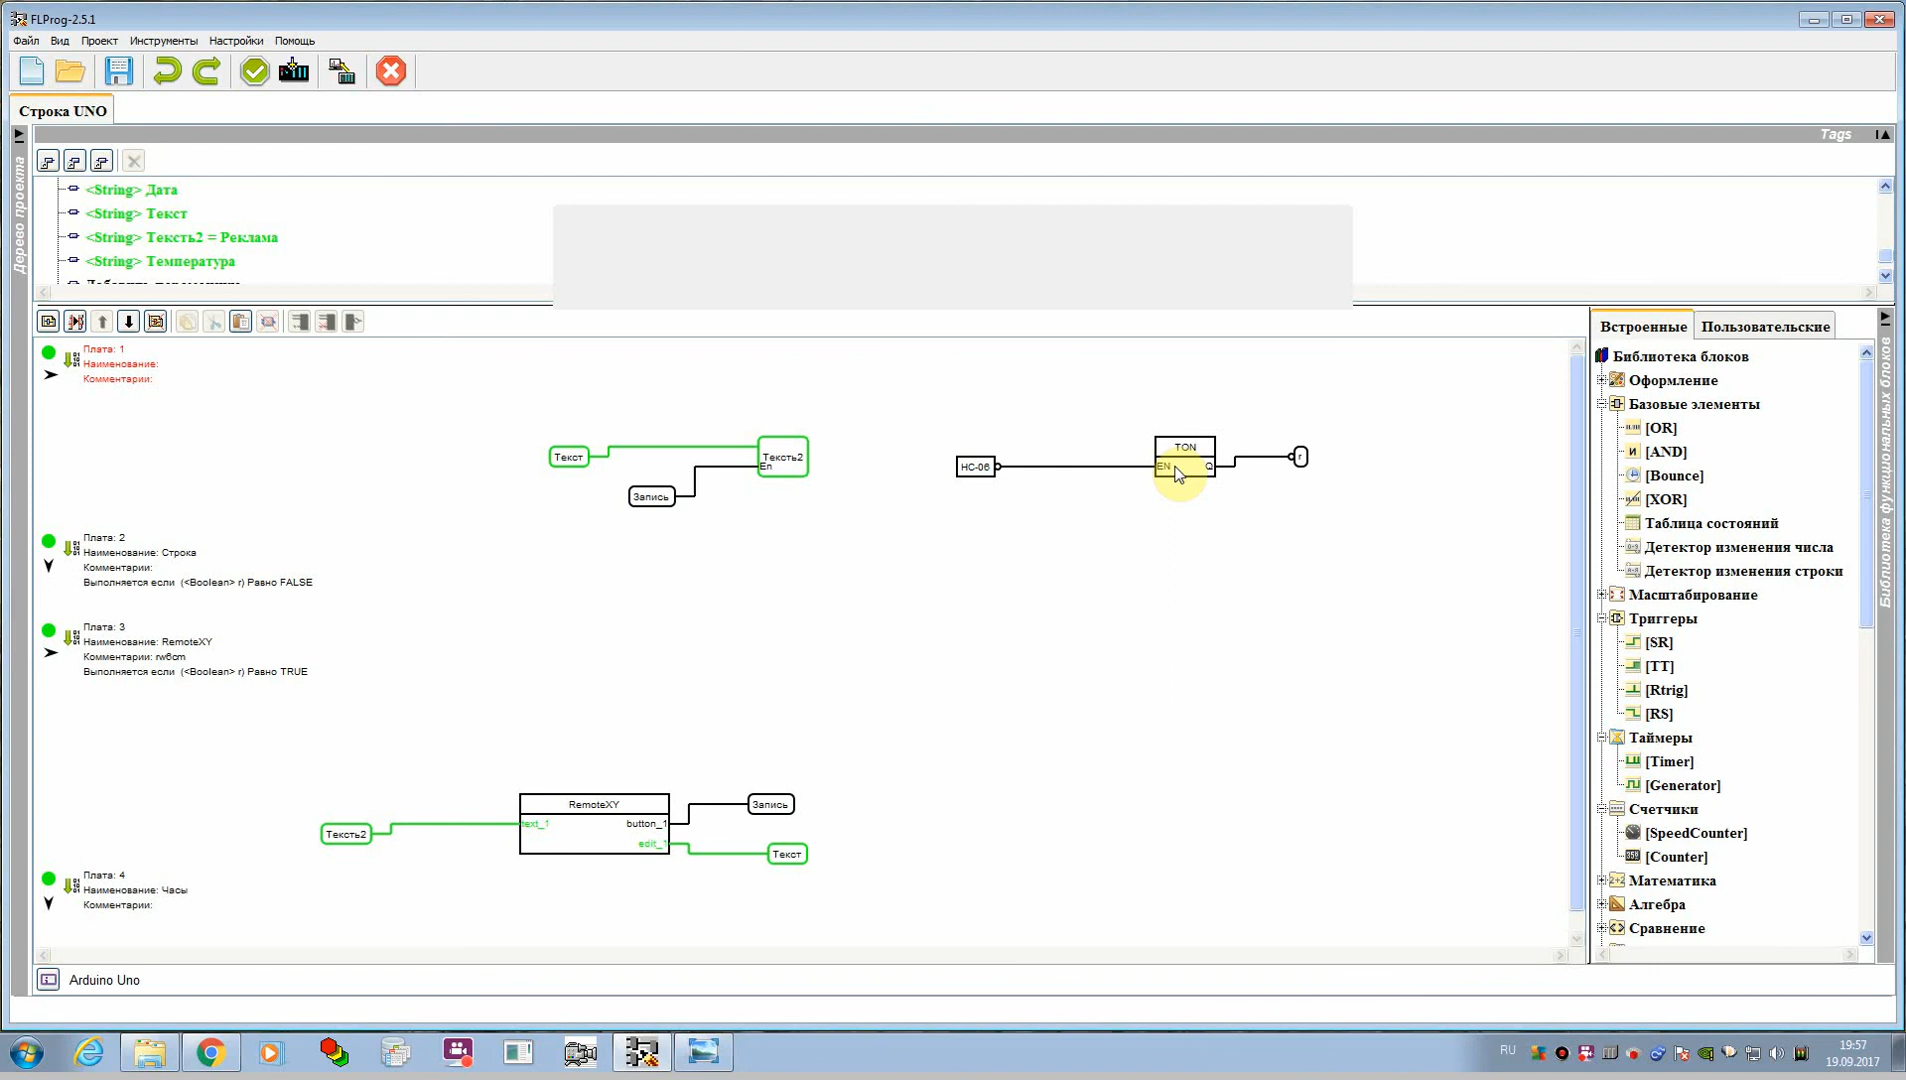 FLProg-2.5.1
Файл Вид Проект Инструменты Настройки Помощь
Строка UNO
Tags
Дерево проекта
<String> Дата
<String> Текст
<String> Тексть2 = Реклама
<String> Температура
Встроенные Пользовательские
Библиотека функциональных блоков
Библиотека блоков
Оформление
Базовые элементы
[OR]
[AND]
[Bounce]
[XOR]
Таблица состояний
Детектор изменения числа
Детектор изменения строки
Масштабирование
Триггеры
[SR]
[TT]
[Rtrig]
[RS]
Таймеры
[Timer]
[Generator]
Счетчики
[SpeedCounter]
[Counter]
Математика
Алгебра
Сравнение
Плата: 1
Наименование:
Комментарии:
Текст
Тексть2
En
Запись
HC-06
TON
EN Q
r
Плата: 2
Наименование: Строка
Комментарии:
Выполняется если (<Boolean> r) Равно FALSE
Плата: 3
Наименование: RemoteXY
Комментарии: rwбcm
Выполняется если (<Boolean> r) Равно TRUE
RemoteXY
Запись
text_1 button_1
Тексть2
edit_1
Текст
Плата: 4
Наименование: Часы
Комментарии:
Arduino Uno
RU
19:57
19.09.2017